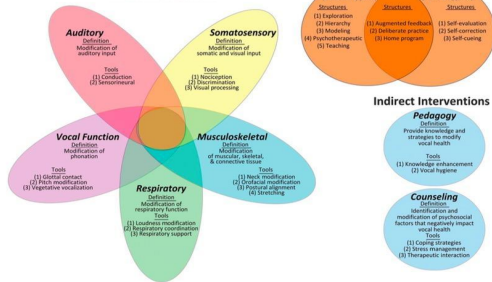 Auditory
Definition
Modification of
auditory input
Tools
(1) Conduction
(2) Sensorineural
Somatosensory
Definition
Modification of
somatic and visual input
Tools
(1) Nociception
(2) Discrimination
(3) Visual processing
Vocal Function
Definition
Modification of
phonation
Tools
(1) Glottal contact
(2) Pitch modification
(3) Vegetative vocalization
Musculoskeletal
Definition
Modification
of muscular, skeletal,
& connective tissue
Tools
(1) Neck modification
(2) Orofacial modification
(3) Postural alignment
(4) Stretching
Respiratory
Definition
Modification of
respiratory function
Tools
(1) Loudness modification
(2) Respiratory coordination
(3) Respiratory support
Structures
(1) Exploration
(2) Hierarchy
(3) Modeling
(4) Psychotherapeutic
(5) Teaching
Structures
(1) Augmented feedback
(2) Deliberate practice
(3) Home program
Structures
(1) Self-evaluation
(2) Self-correction
(3) Self-cueing
Indirect Interventions
Pedagogy
Definition
Provide knowledge and
strategies to modify
vocal health
Tools
(1) Knowledge enhancement
(2) Vocal hygiene
Counseling
Definition
Identification and
modification of psychosocial
factors that negatively impact
vocal health
Tools
(1) Coping strategies
(2) Stress management
(3) Therapeutic interaction